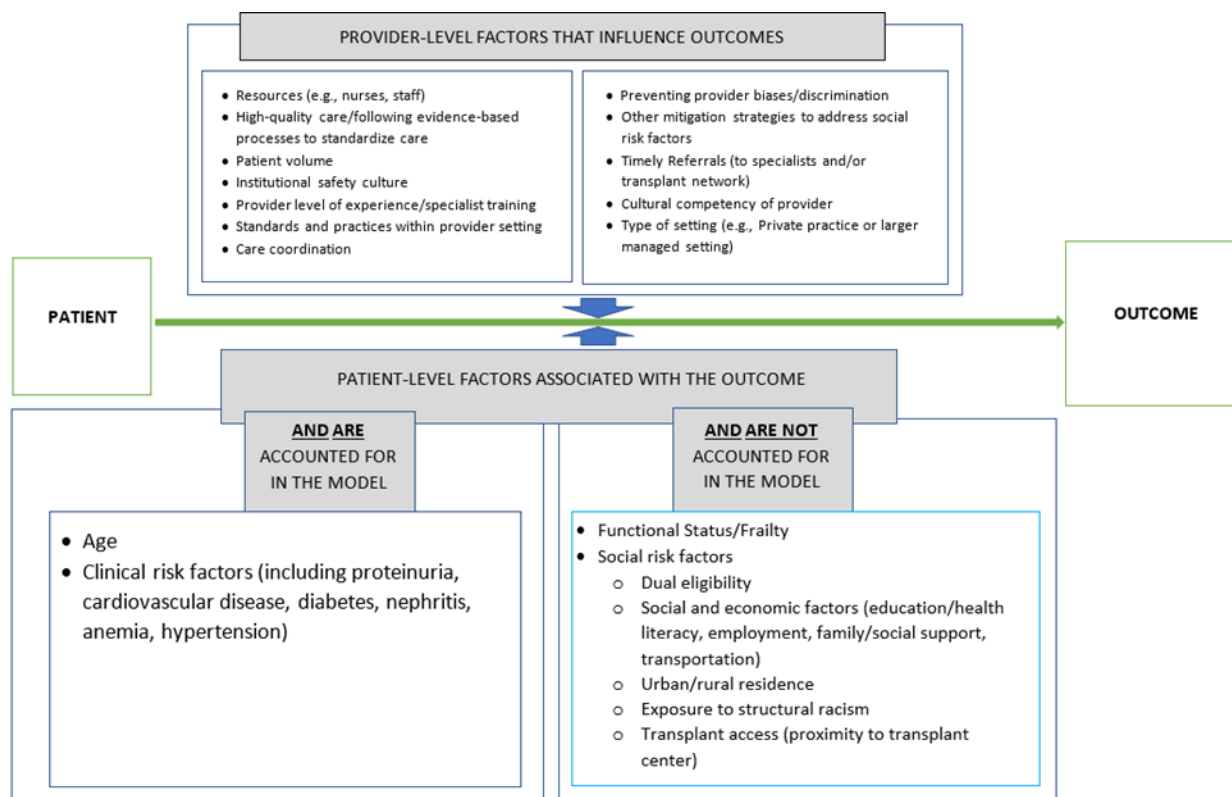 PROVIDER-LEVEL FACTORS THAT INFLUENCE OUTCOMES
• Resources (e.g., nurses, staff)
• High-quality care/following evidence-based
processes to standardize care
• Patient volume
• Institutional safety culture
• Provider level of experience/specialist training
• Standards and practices within provider setting
• Care coordination
• Preventing provider biases/discrimination
• Other mitigation strategies to address social
risk factors
• Timely Referrals (to specialists and/or
transplant network)
• Cultural competency of provider
• Type of setting (e.g., Private practice or larger
managed setting)
PATIENT
OUTCOME
PATIENT-LEVEL FACTORS ASSOCIATED WITH THE OUTCOME
AND ARE
ACCOUNTED FOR
IN THE MODEL
• Age
• Clinical risk factors (including proteinuria,
cardiovascular disease, diabetes, nephritis,
anemia, hypertension)
AND ARE NOT
ACCOUNTED FOR
IN THE MODEL
• Functional Status/Frailty
• Social risk factors
o Dual eligibility
o Social and economic factors (education/health
literacy, employment, family/social support,
transportation)
o Urban/rural residence
o Exposure to structural racism
o Transplant access (proximity to transplant
center)